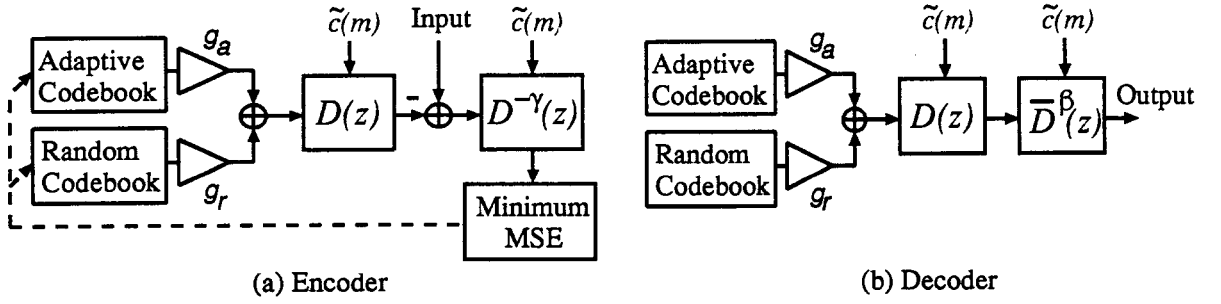 c̃(m)
Input
c̃(m)
Adaptive
Codebook
g_a
D(z)
-
D^{-γ}(z)
Random
Codebook
g_r
Minimum
MSE
(a) Encoder
c̃(m)
c̃(m)
Adaptive
Codebook
g_a
D(z)
D̅^β(z)
Output
Random
Codebook
g_r
(b) Decoder